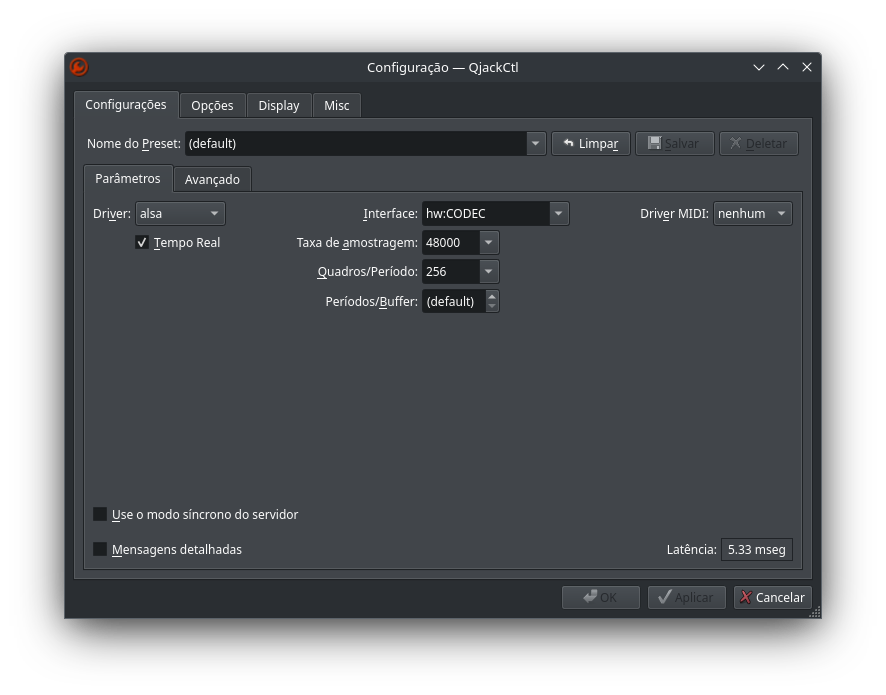 Configuração — QjackCtl
Configurações Opções Display Misc
Nome do Preset: (default) Limpar Salvar Deletar
Parâmetros Avançado
Driver: alsa Interface: hw:CODEC Driver MIDI: nenhum
Tempo Real Taxa de amostragem: 48000
Quadros/Período: 256
Períodos/Buffer: (default)
Use o modo síncrono do servidor
Mensagens detalhadas Latência: 5.33 mseg
OK Aplicar Cancelar